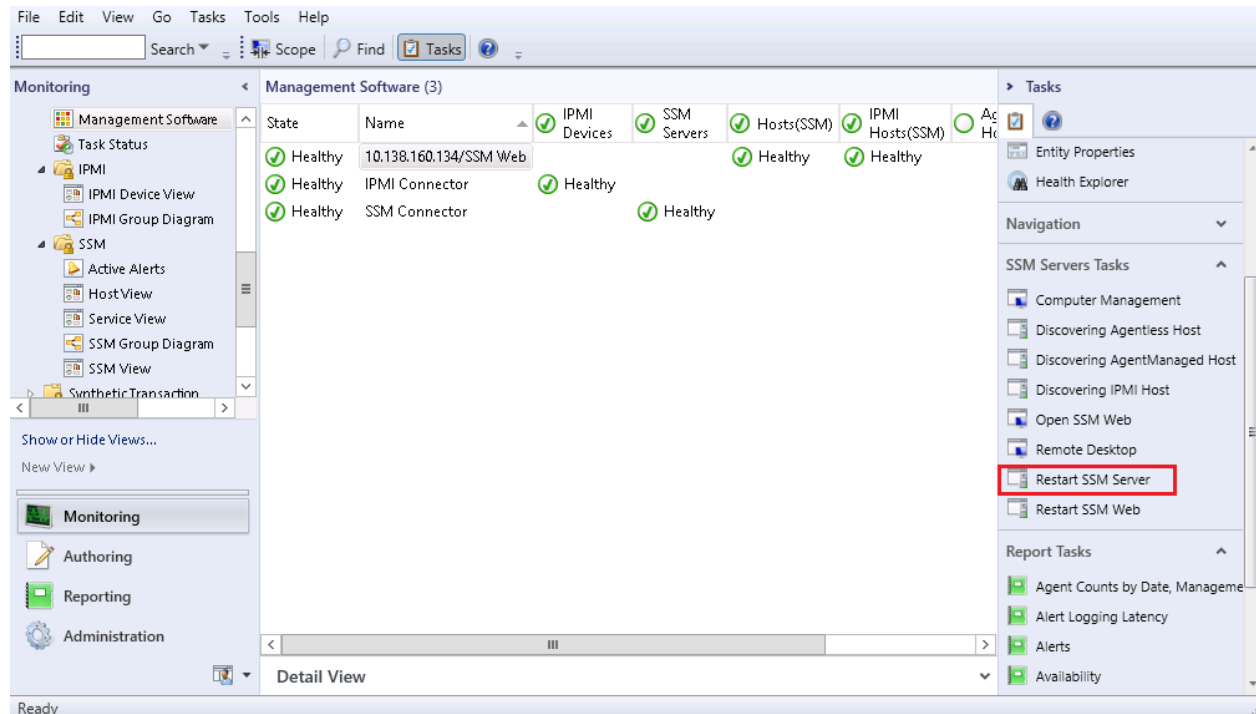 File Edit View Go Tasks Tools Help
Search Scope Find Tasks
Monitoring
Management Software
Task Status
IPMI
IPMI Device View
IPMI Group Diagram
SSM
Active Alerts
Host View
Service View
SSM Group Diagram
SSM View
Synthetic Transaction
Show or Hide Views...
New View
Monitoring
Authoring
Reporting
Administration
Management Software (3)
State Name IPMI Devices SSM Servers Hosts(SSM) IPMI Hosts(SSM)
Healthy 10.138.160.134/SSM Web Healthy Healthy
Healthy IPMI Connector Healthy
Healthy SSM Connector Healthy
Detail View
Tasks
Entity Properties
Health Explorer
Navigation
SSM Servers Tasks
Computer Management
Discovering Agentless Host
Discovering AgentManaged Host
Discovering IPMI Host
Open SSM Web
Remote Desktop
Restart SSM Server
Restart SSM Web
Report Tasks
Agent Counts by Date, Manageme
Alert Logging Latency
Alerts
Availability
Ready